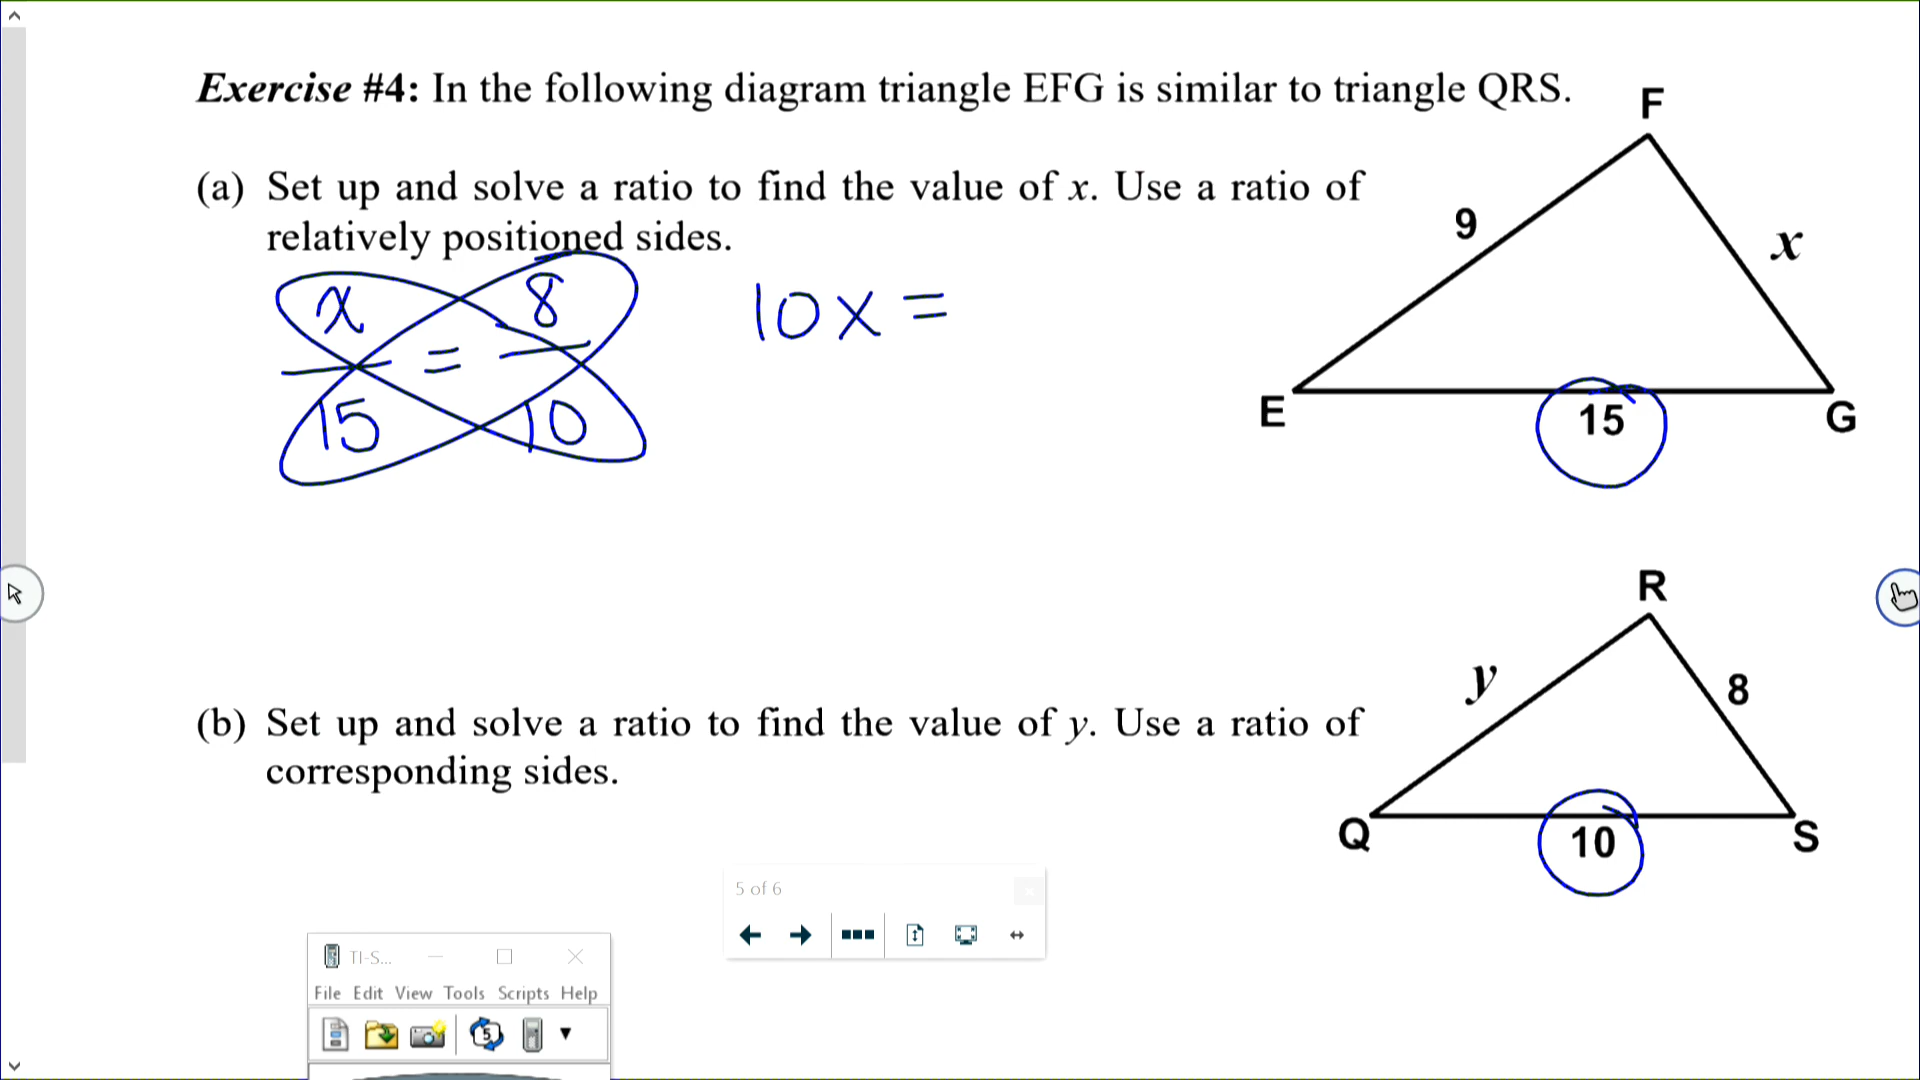 Exercise #4: In the following diagram triangle EFG is similar to triangle QRS.
(a) Set up and solve a ratio to find the value of x. Use a ratio of
relatively positioned sides.
x/15 = 8/10
10x =
F
9
x
E
15
G
R
y
8
Q
10
S
(b) Set up and solve a ratio to find the value of y. Use a ratio of
corresponding sides.
5 of 6
TI-S...
File Edit View Tools Scripts Help
5